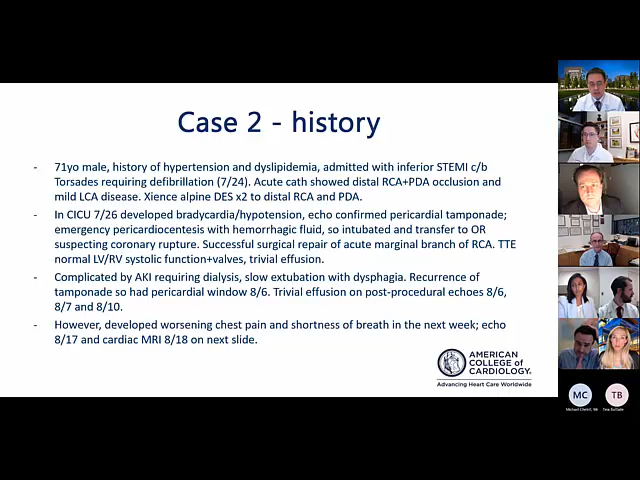 Case 2 - history
- 71yo male, history of hypertension and dyslipidemia, admitted with inferior STEMI c/b
Torsades requiring defibrillation (7/24). Acute cath showed distal RCA+PDA occlusion and
mild LCA disease. Xience alpine DES x2 to distal RCA and PDA.
- In CICU 7/26 developed bradycardia/hypotension, echo confirmed pericardial tamponade;
emergency pericardiocentesis with hemorrhagic fluid, so intubated and transfer to OR
suspecting coronary rupture. Successful surgical repair of acute marginal branch of RCA. TTE
normal LV/RV systolic function+valves, trivial effusion.
- Complicated by AKI requiring dialysis, slow extubation with dysphagia. Recurrence of
tamponade so had pericardial window 8/6. Trivial effusion on post-procedural echoes 8/6,
8/7 and 8/10.
- However, developed worsening chest pain and shortness of breath in the next week; echo
8/17 and cardiac MRI 8/18 on next slide.
AMERICAN
COLLEGE of
CARDIOLOGY®
Advancing Heart Care Worldwide
MC TB